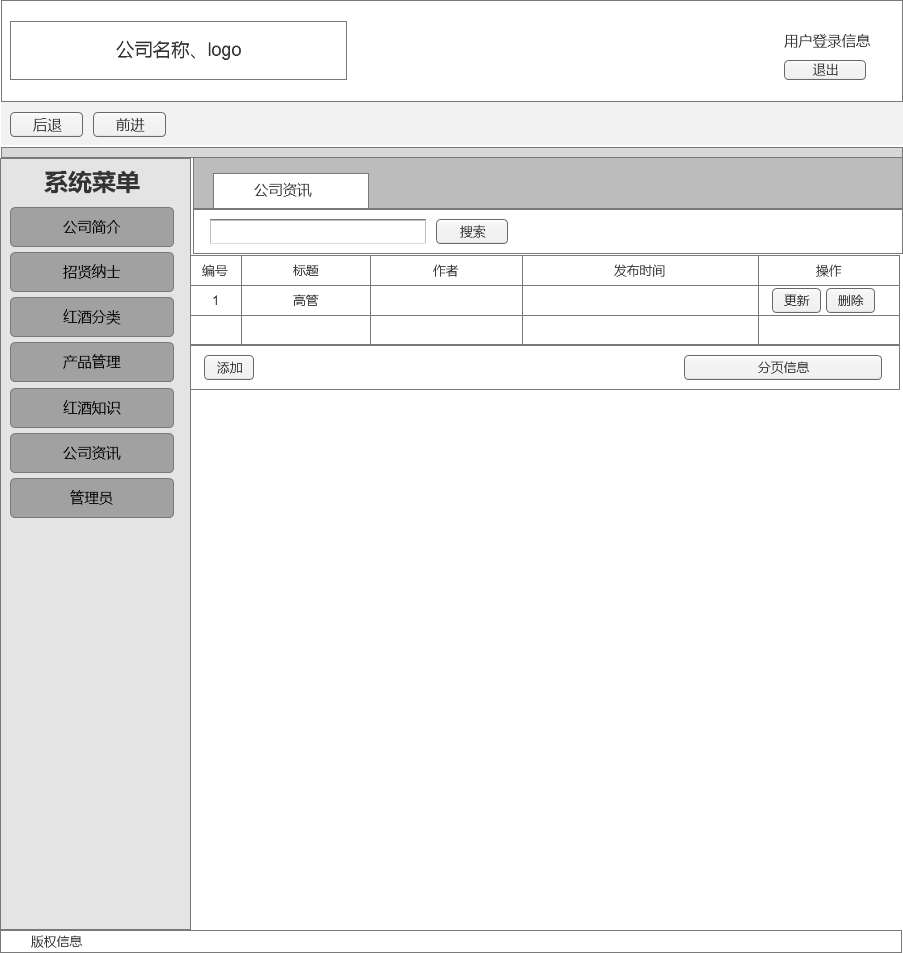 公司名称、logo
用户登录信息
退出
后退 前进
系统菜单
公司简介
招贤纳士
红酒分类
产品管理
红酒知识
公司资讯
管理员
公司资讯
搜索
编号 标题 作者 发布时间 操作
1 高管 更新 删除
添加 分页信息
版权信息